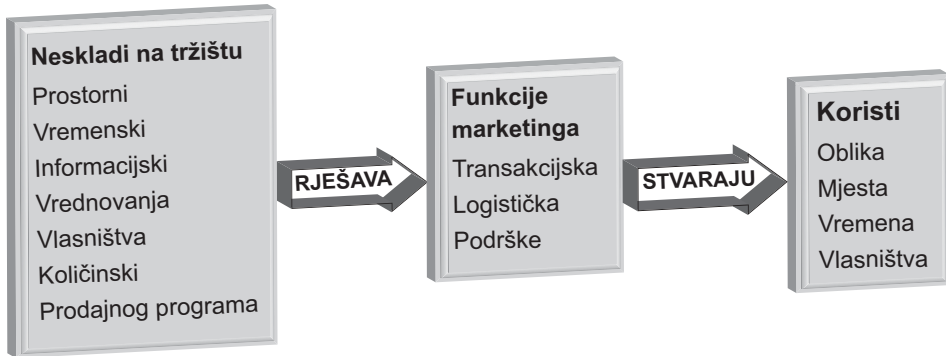 Neskladi na tržištu
Prostorni
Vremenski
Informacijski
Vrednovanja
Vlasništva
Količinski
Prodajnog programa
RJEŠAVA
Funkcije
marketinga
Transakcijska
Logistička
Podrške
STVARAJU
Koristi
Oblika
Mjesta
Vremena
Vlasništva